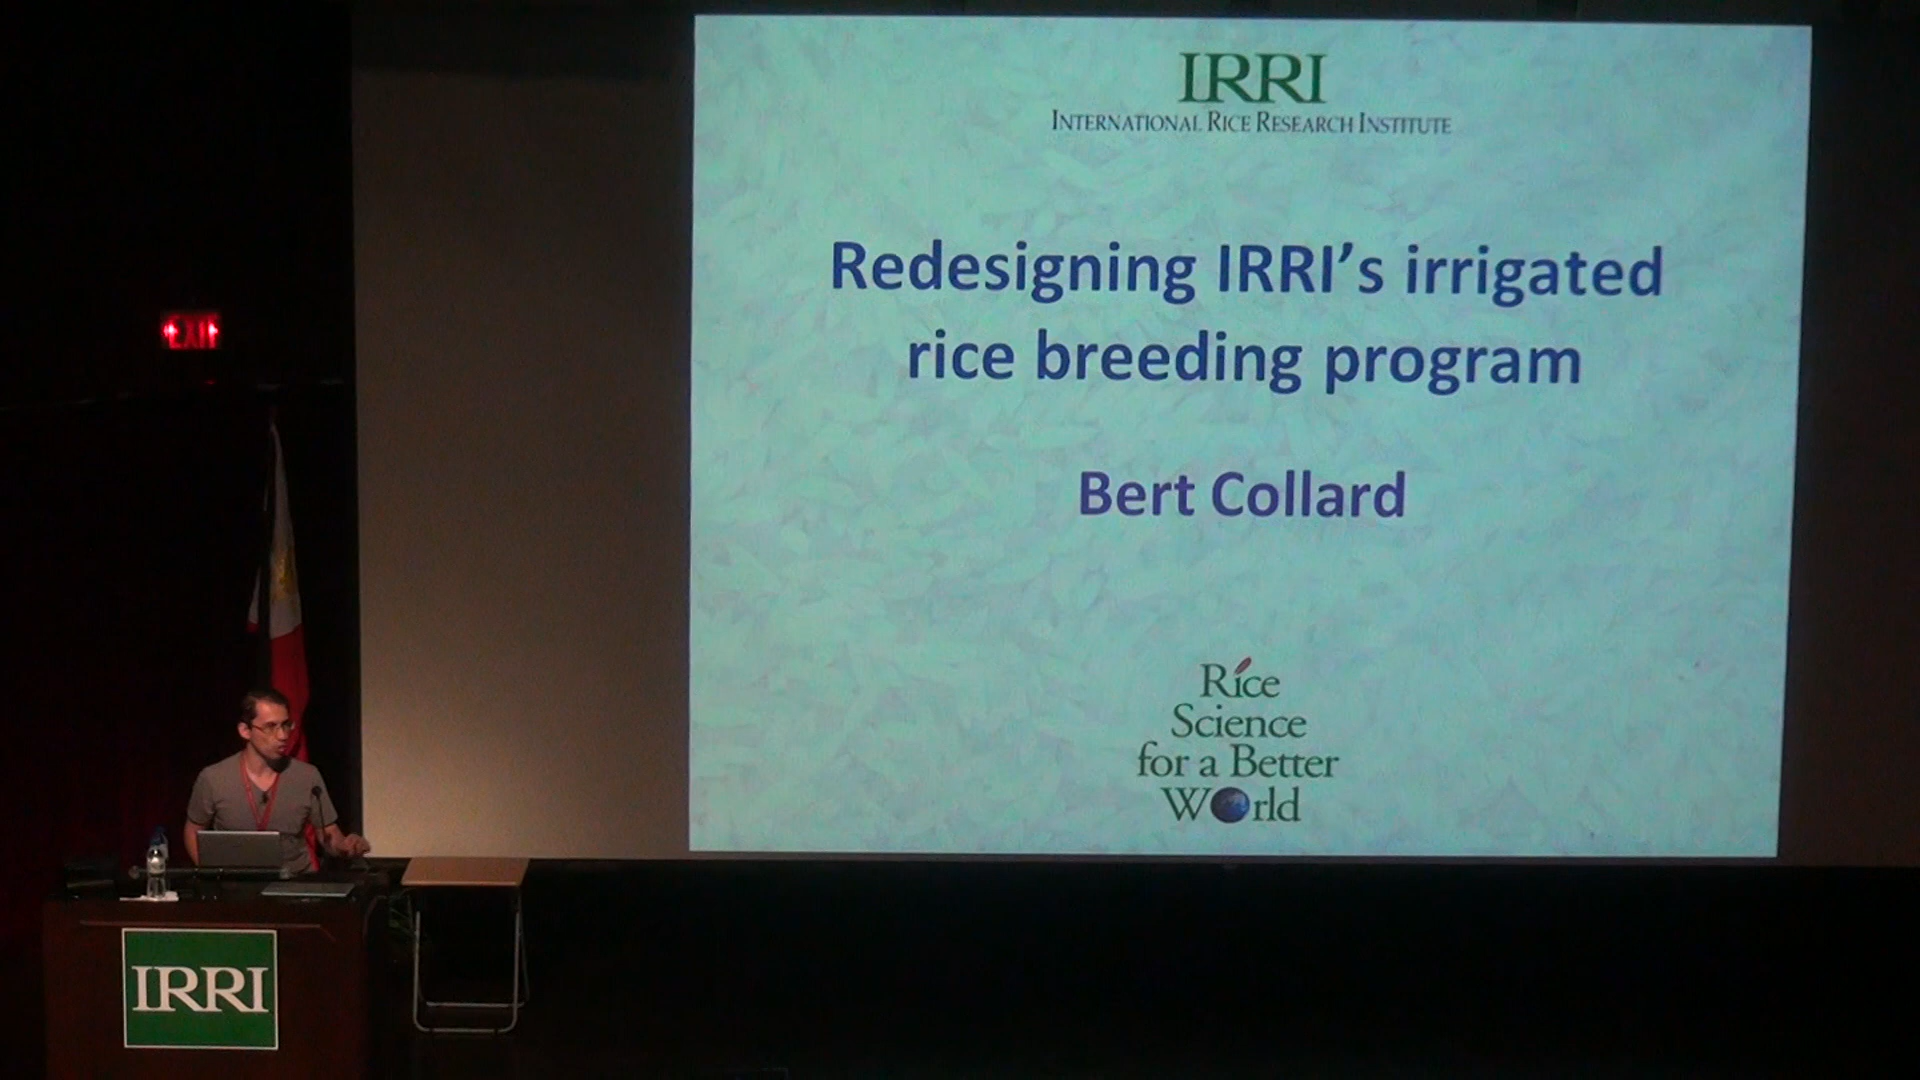 IRRI
INTERNATIONAL RICE RESEARCH INSTITUTE
Redesigning IRRI's irrigated
rice breeding program
Bert Collard
Rice
Science
for a Better
World
EXIT
IRRI